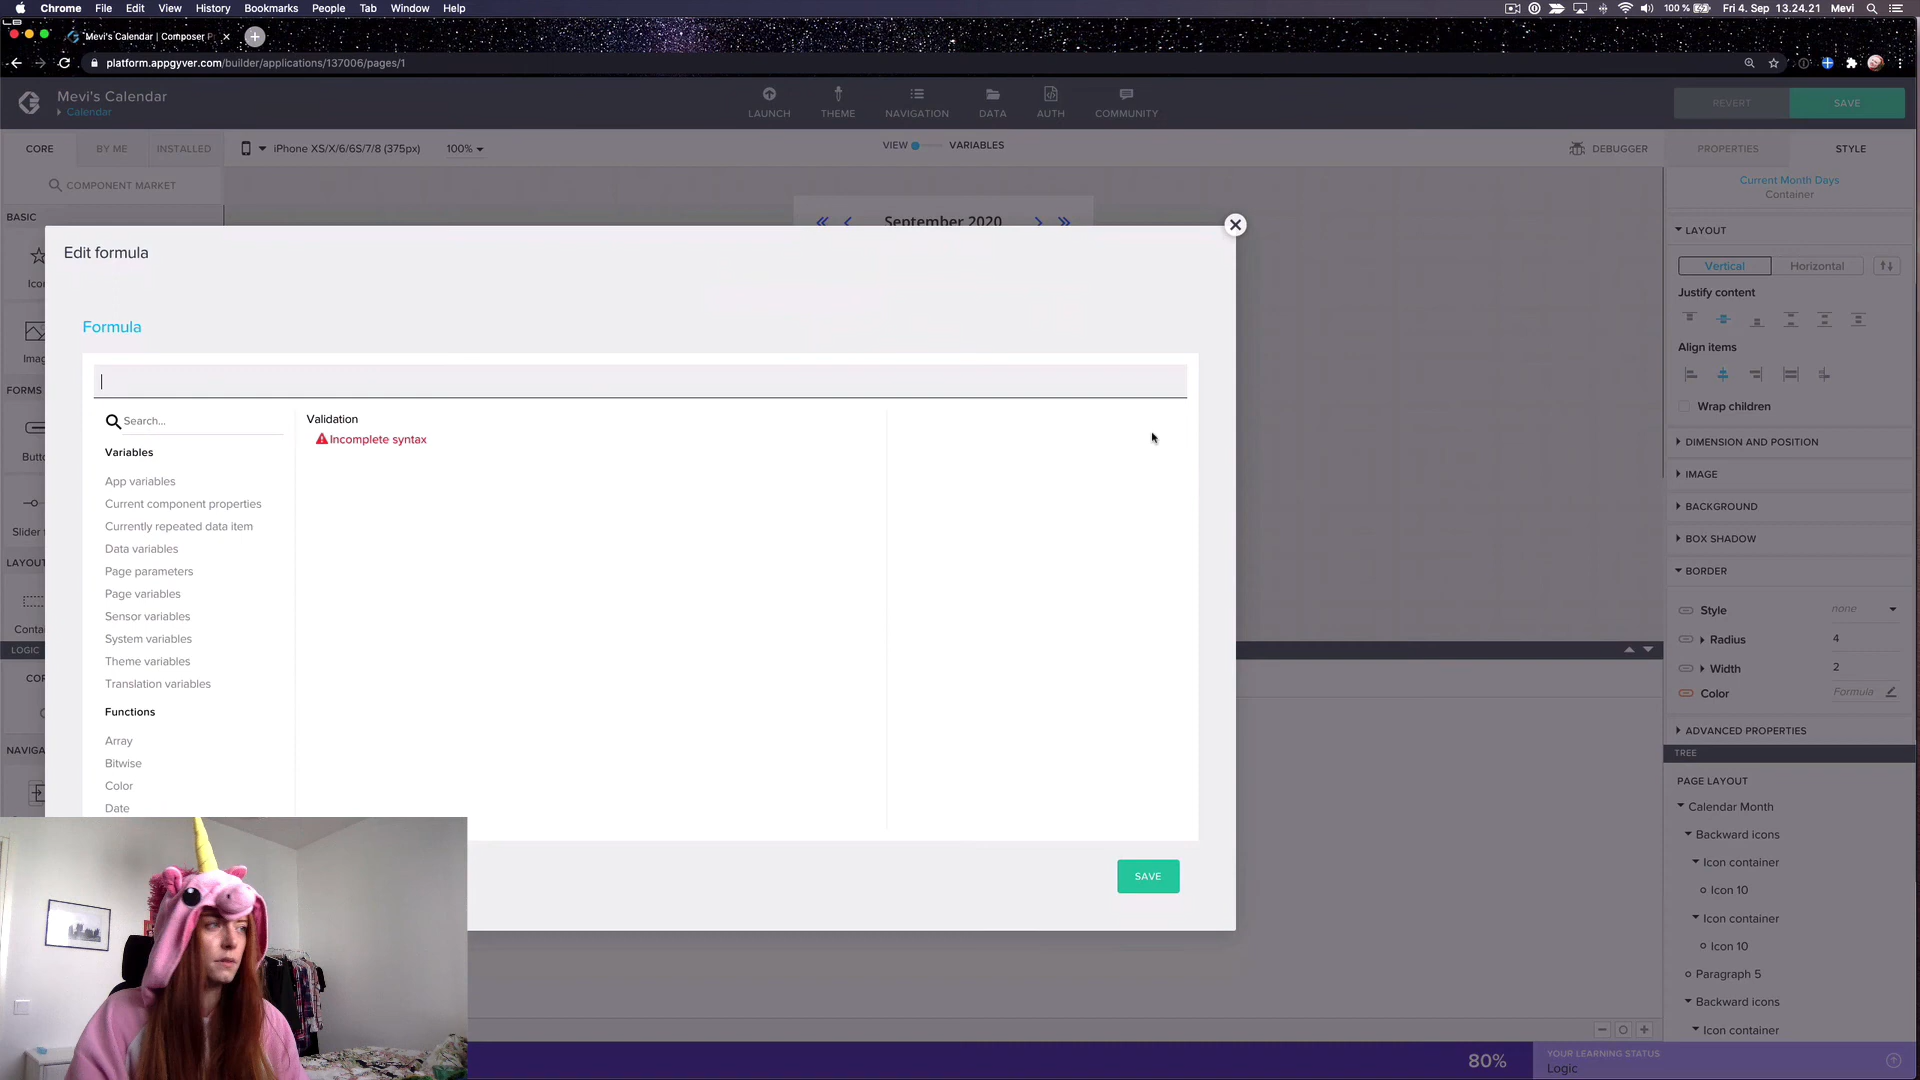 Chrome File Edit View History Bookmarks People Tab Window Help 100 % Fri 4. Sep 13.24.21 Mevi
Mevi's Calendar | Composer P
platform.appgyver.com/builder/applications/137006/pages/1
Mevi's Calendar
Calendar
LAUNCH THEME NAVIGATION DATA AUTH COMMUNITY
REVERT SAVE
CORE BY ME INSTALLED
iPhone XS/X/6/6S/7/8 (375px) 100%
VIEW VARIABLES
DEBUGGER
PROPERTIES STYLE
COMPONENT MARKET
Current Month Days
Container
BASIC
September 2020
LAYOUT
Edit formula
Vertical Horizontal
Justify content
Formula
Align items
Wrap children
FORMS
Search...
Validation
Incomplete syntax
DIMENSION AND POSITION
Variables
IMAGE
App variables
Current component properties
BACKGROUND
Currently repeated data item
BOX SHADOW
Data variables
Page parameters
BORDER
Page variables
Style none
Sensor variables
System variables
Radius 4
Theme variables
Width 2
Translation variables
Color Formula
Functions
Array
ADVANCED PROPERTIES
TREE
Bitwise
PAGE LAYOUT
Color
Date
Calendar Month
Backward icons
Icon container
SAVE
Icon 10
Icon container
Icon 10
Paragraph 5
Backward icons
Icon container
80%
YOUR LEARNING STATUS
Logic
LOGIC